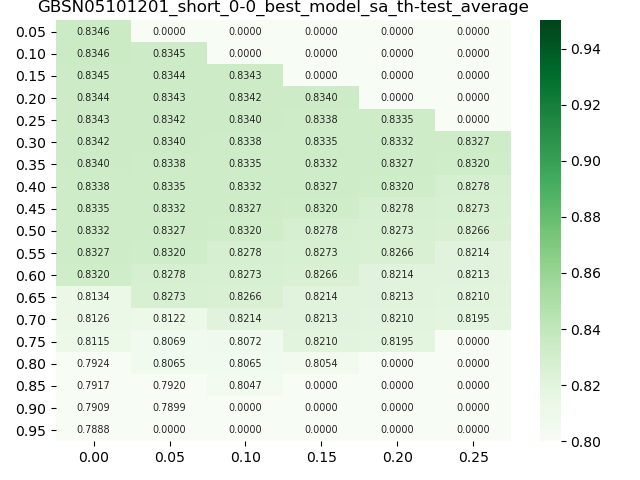 GBSN05101201_short_0-0_best_model_sa_th-test_average
0.05 0.8346 0.0000 0.0000 0.0000 0.0000 0.0000
0.10 0.8346 0.8345 0.0000 0.0000 0.0000 0.0000
0.15 0.8345 0.8344 0.8343 0.0000 0.0000 0.0000
0.20 0.8344 0.8343 0.8342 0.8340 0.0000 0.0000
0.25 0.8343 0.8342 0.8340 0.8338 0.8335 0.0000
0.30 0.8342 0.8340 0.8338 0.8335 0.8332 0.8327
0.35 0.8340 0.8338 0.8335 0.8332 0.8327 0.8320
0.40 0.8338 0.8335 0.8332 0.8327 0.8320 0.8278
0.45 0.8335 0.8332 0.8327 0.8320 0.8278 0.8273
0.50 0.8332 0.8327 0.8320 0.8278 0.8273 0.8266
0.55 0.8327 0.8320 0.8278 0.8273 0.8266 0.8214
0.60 0.8320 0.8278 0.8273 0.8266 0.8214 0.8213
0.65 0.8134 0.8273 0.8266 0.8214 0.8213 0.8210
0.70 0.8126 0.8122 0.8214 0.8213 0.8210 0.8195
0.75 0.8115 0.8069 0.8072 0.8210 0.8195 0.0000
0.80 0.7924 0.8065 0.8065 0.8054 0.0000 0.0000
0.85 0.7917 0.7920 0.8047 0.0000 0.0000 0.0000
0.90 0.7909 0.7899 0.0000 0.0000 0.0000 0.0000
0.95 0.7888 0.0000 0.0000 0.0000 0.0000 0.0000
0.00 0.05 0.10 0.15 0.20 0.25
0.94
0.92
0.90
0.88
0.86
0.84
0.82
0.80